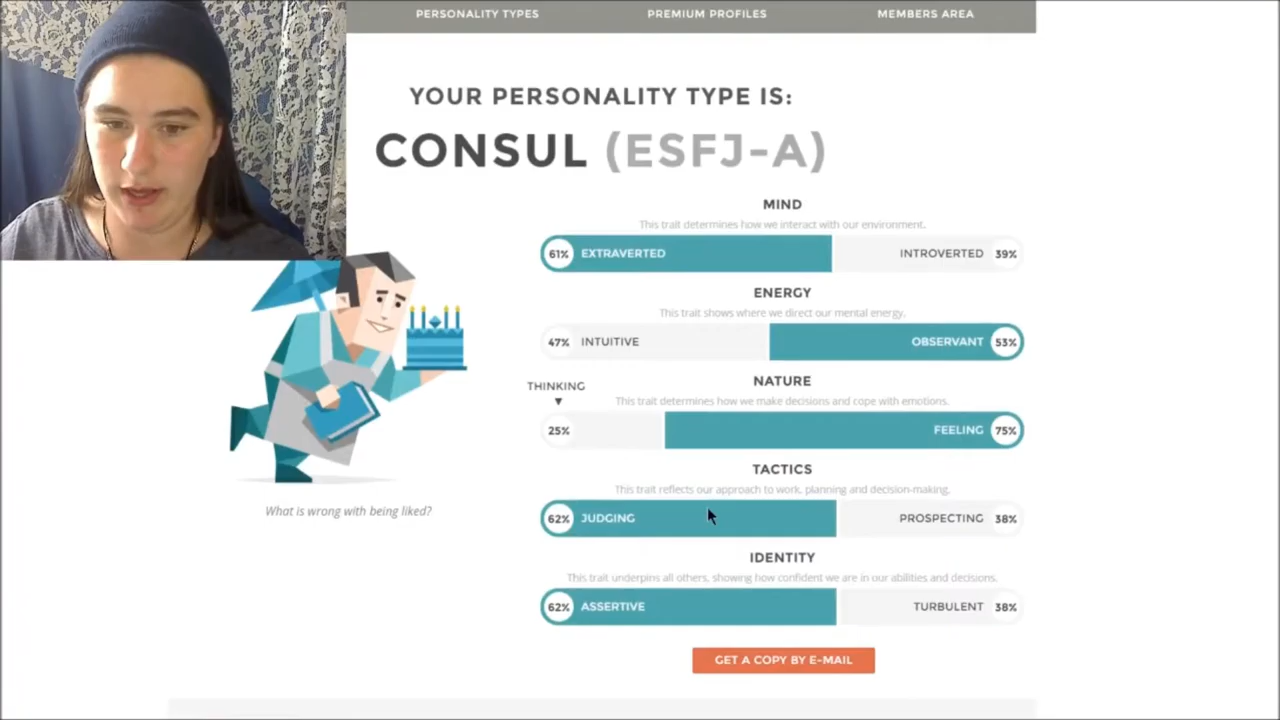 PERSONALITY TYPES PREMIUM PROFILES MEMBERS AREA
YOUR PERSONALITY TYPE IS:
CONSUL (ESFJ-A)
MIND
This trait determines how we interact with our environment.
61% EXTRAVERTED INTROVERTED 39%
ENERGY
This trait shows where we direct our mental energy.
47% INTUITIVE OBSERVANT 53%
NATURE
THINKING
This trait determines how we make decisions and cope with emotions.
25% FEELING 75%
TACTICS
This trait reflects our approach to work, planning and decision-making.
62% JUDGING PROSPECTING 38%
What is wrong with being liked?
IDENTITY
This trait underpins all others, showing how confident we are in our abilities and decisions.
62% ASSERTIVE TURBULENT 38%
GET A COPY BY E-MAIL